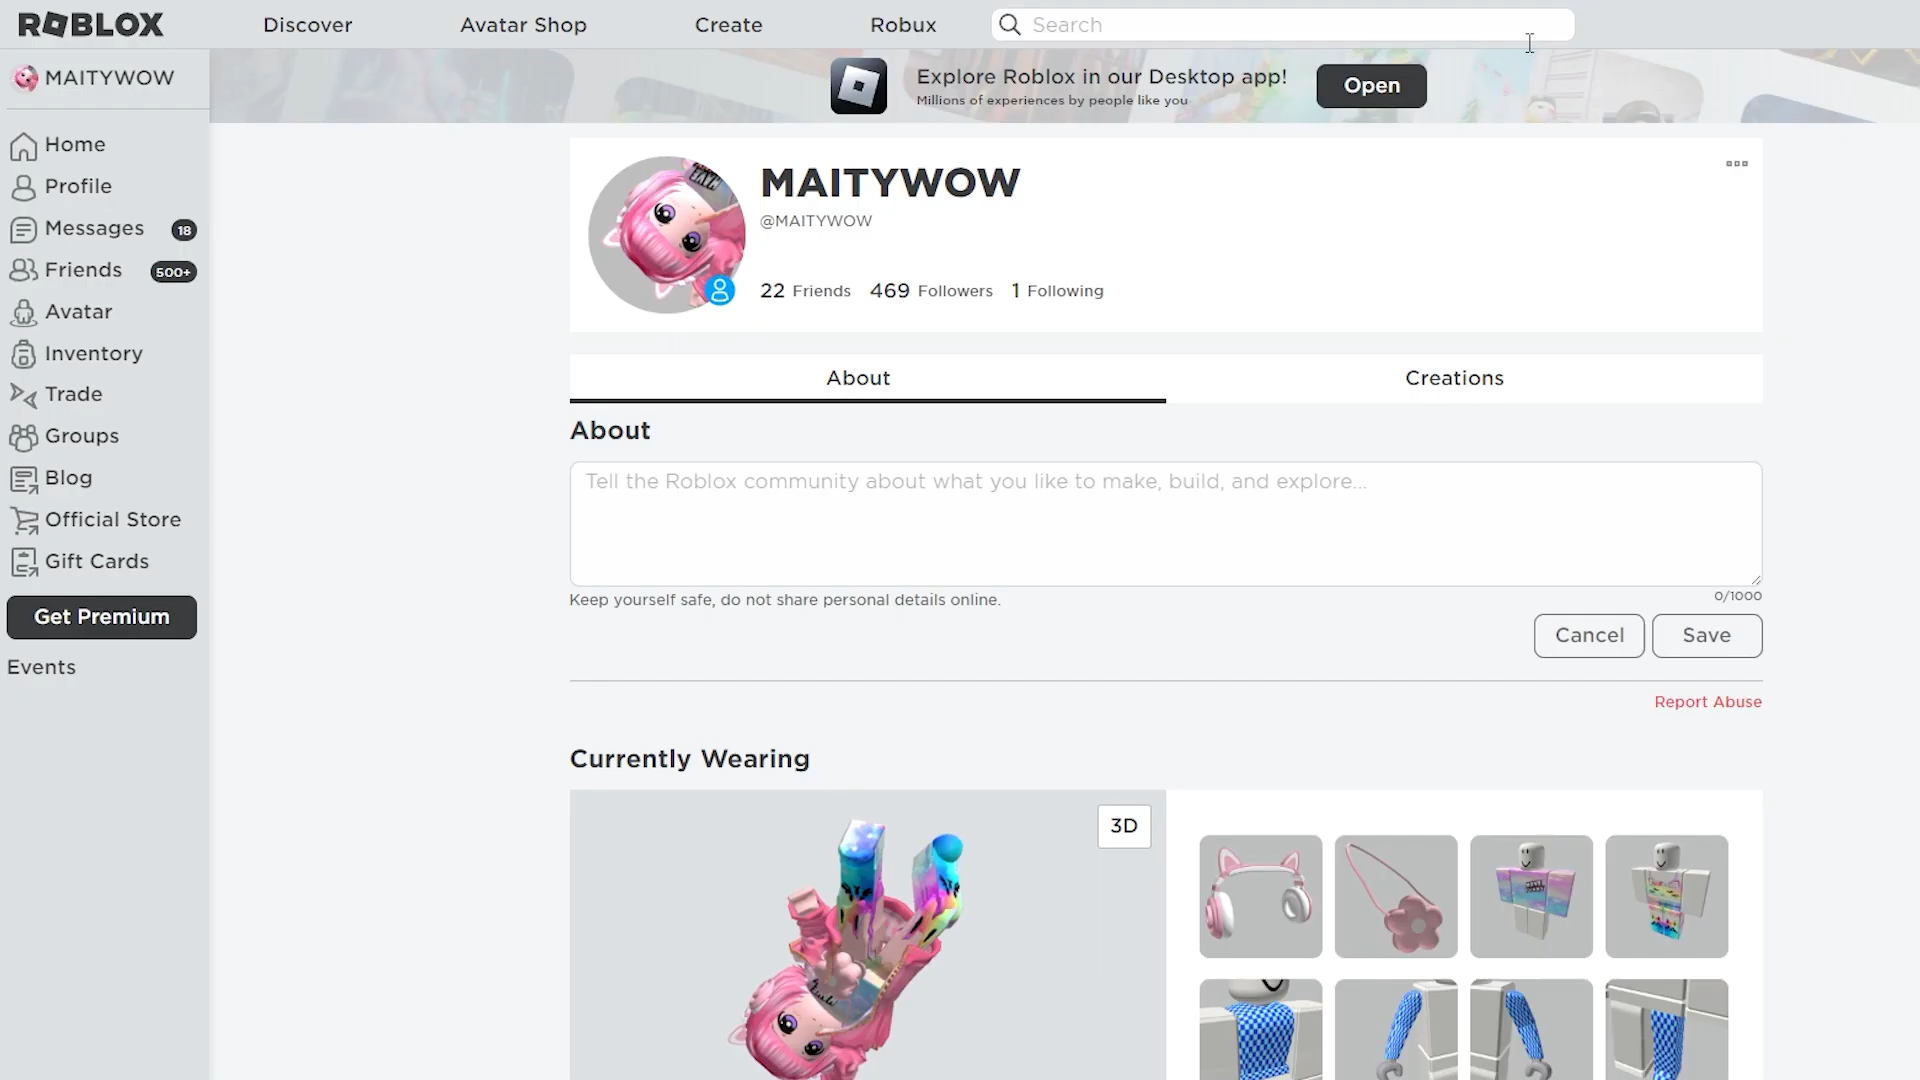 ROBLOX
Discover
Avatar Shop
Create
Robux
Search
MAITYWOW
Explore Roblox in our Desktop app!
Millions of experiences by people like you
Open
Home
Profile
Messages 18
Friends 500+
Avatar
Inventory
Trade
Groups
Blog
Official Store
Gift Cards
Get Premium
Events
MAITYWOW
@MAITYWOW
22 Friends 469 Followers 1 Following
About
Creations
About
Tell the Roblox community about what you like to make, build, and explore...
Keep yourself safe, do not share personal details online.
0/1000
Cancel
Save
Report Abuse
Currently Wearing
3D